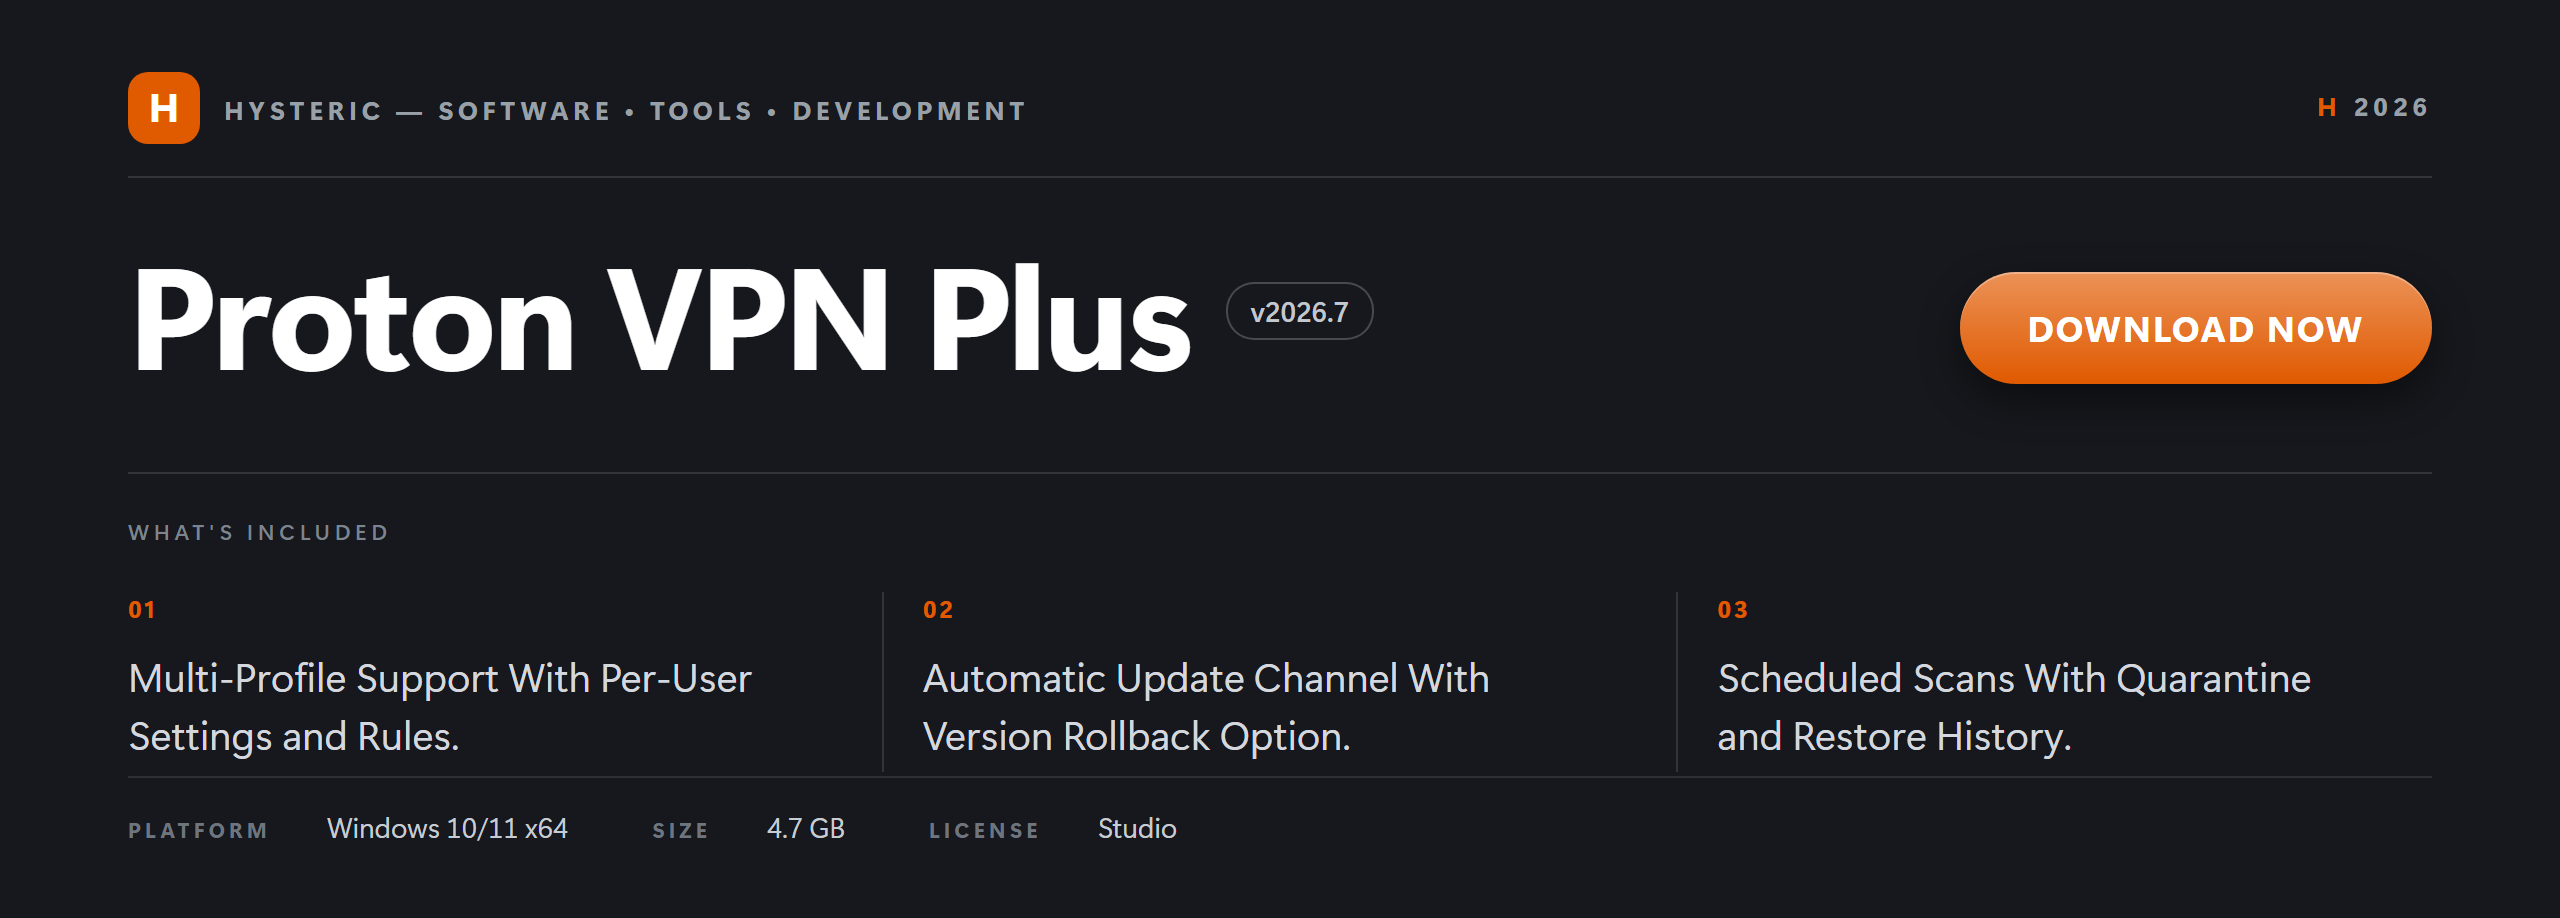 H HYSTERIC — SOFTWARE • TOOLS • DEVELOPMENT
H 2026
Proton VPN Plus v2026.7
DOWNLOAD NOW
WHAT'S INCLUDED
01
Multi-Profile Support With Per-User
Settings and Rules.
02
Automatic Update Channel With
Version Rollback Option.
03
Scheduled Scans With Quarantine
and Restore History.
PLATFORM Windows 10/11 x64 SIZE 4.7 GB LICENSE Studio